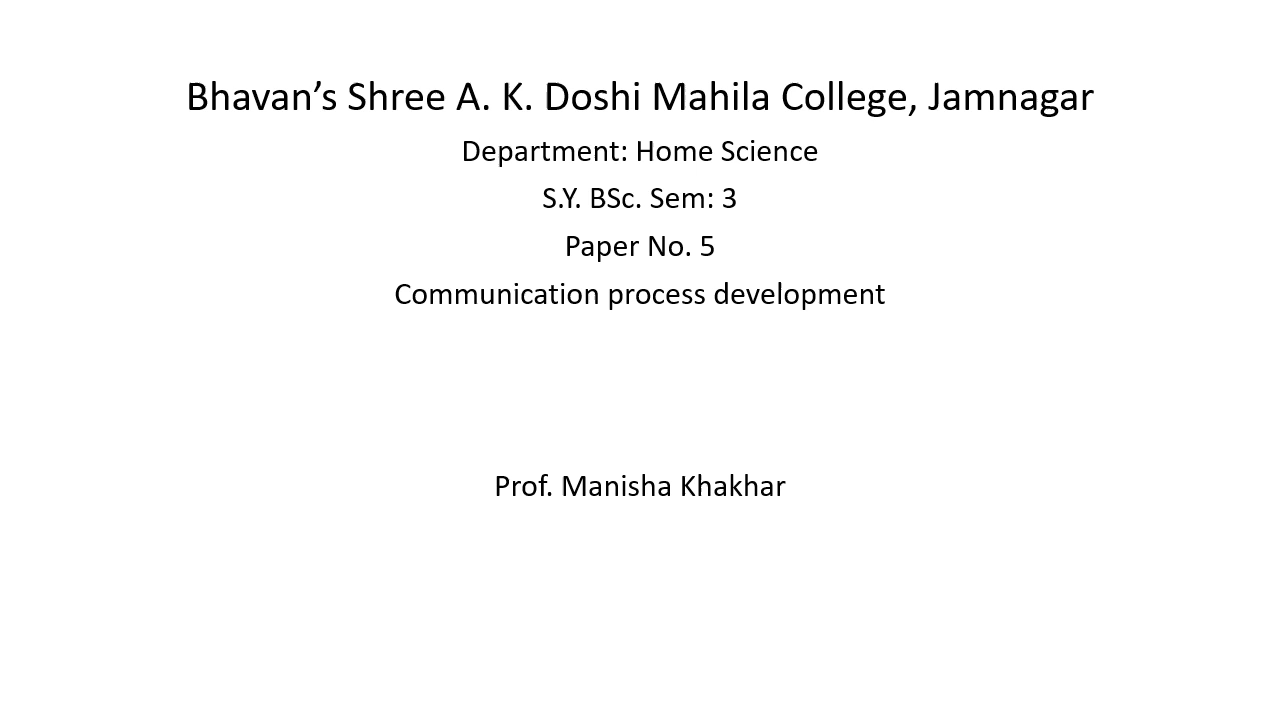 Bhavan’s Shree A. K. Doshi Mahila College, Jamnagar
Department: Home Science
S.Y. BSc. Sem: 3
Paper No. 5
Communication process development
Prof. Manisha Khakhar